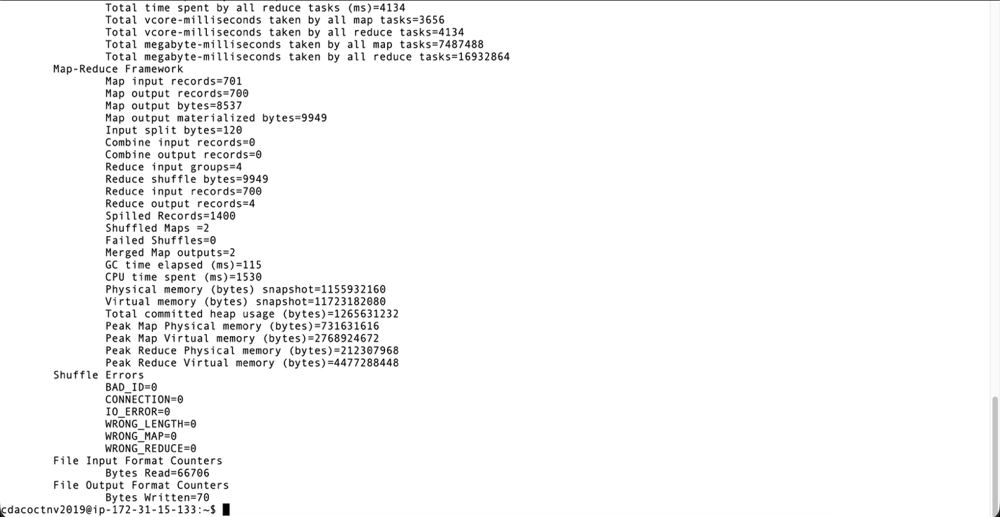 Total time spent by all reduce tasks (ms)=4134
Total vcore-milliseconds taken by all map tasks=3656
Total vcore-milliseconds taken by all reduce tasks=4134
Total megabyte-milliseconds taken by all map tasks=7487488
Total megabyte-milliseconds taken by all reduce tasks=16932864
Map-Reduce Framework
Map input records=701
Map output records=700
Map output bytes=8537
Map output materialized bytes=9949
Input split bytes=120
Combine input records=0
Combine output records=0
Reduce input groups=4
Reduce shuffle bytes=9949
Reduce input records=700
Reduce output records=4
Spilled Records=1400
Shuffled Maps =2
Failed Shuffles=0
Merged Map outputs=2
GC time elapsed (ms)=115
CPU time spent (ms)=1530
Physical memory (bytes) snapshot=1155932160
Virtual memory (bytes) snapshot=11723182080
Total committed heap usage (bytes)=1265631232
Peak Map Physical memory (bytes)=731631616
Peak Map Virtual memory (bytes)=2768924672
Peak Reduce Physical memory (bytes)=212307968
Peak Reduce Virtual memory (bytes)=4477288448
Shuffle Errors
BAD_ID=0
CONNECTION=0
IO_ERROR=0
WRONG_LENGTH=0
WRONG_MAP=0
WRONG_REDUCE=0
File Input Format Counters
Bytes Read=66706
File Output Format Counters
Bytes Written=70
cdacoctnv2019@ip-172-31-15-133:~$